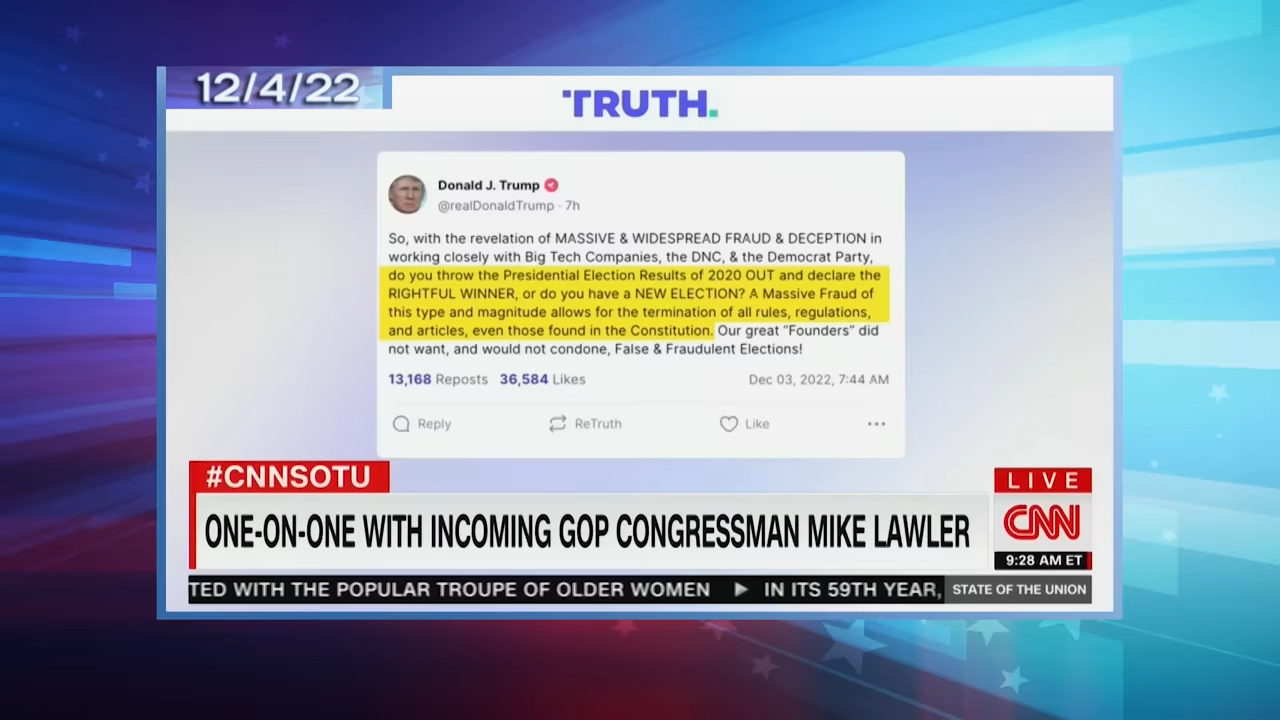 12/4/22
TRUTH.
Donald J. Trump
@realDonaldTrump · 7h
So, with the revelation of MASSIVE & WIDESPREAD FRAUD & DECEPTION in
working closely with Big Tech Companies, the DNC, & the Democrat Party,
do you throw the Presidential Election Results of 2020 OUT and declare the
RIGHTFUL WINNER, or do you have a NEW ELECTION? A Massive Fraud of
this type and magnitude allows for the termination of all rules, regulations,
and articles, even those found in the Constitution. Our great "Founders" did
not want, and would not condone, False & Fraudulent Elections!
13,168 Reposts 36,584 Likes Dec 03, 2022, 7:44 AM
Reply ReTruth Like
#CNNSOTU
ONE-ON-ONE WITH INCOMING GOP CONGRESSMAN MIKE LAWLER
LIVE
CNN
9:28 AM ET
TED WITH THE POPULAR TROUPE OF OLDER WOMEN ▶ IN ITS 59TH YEAR,
STATE OF THE UNION